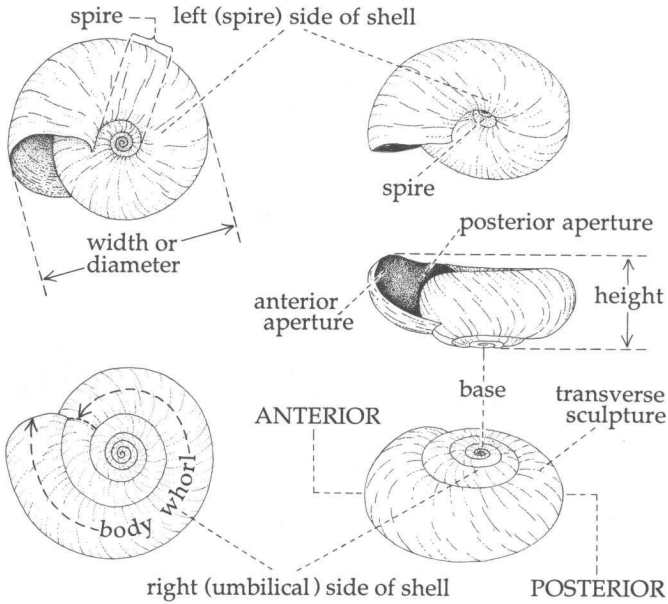 spire
left (spire) side of shell
spire
width or
diameter
posterior aperture
anterior
aperture
height
base
ANTERIOR
transverse
sculpture
body whorl
right (umbilical) side of shell
POSTERIOR